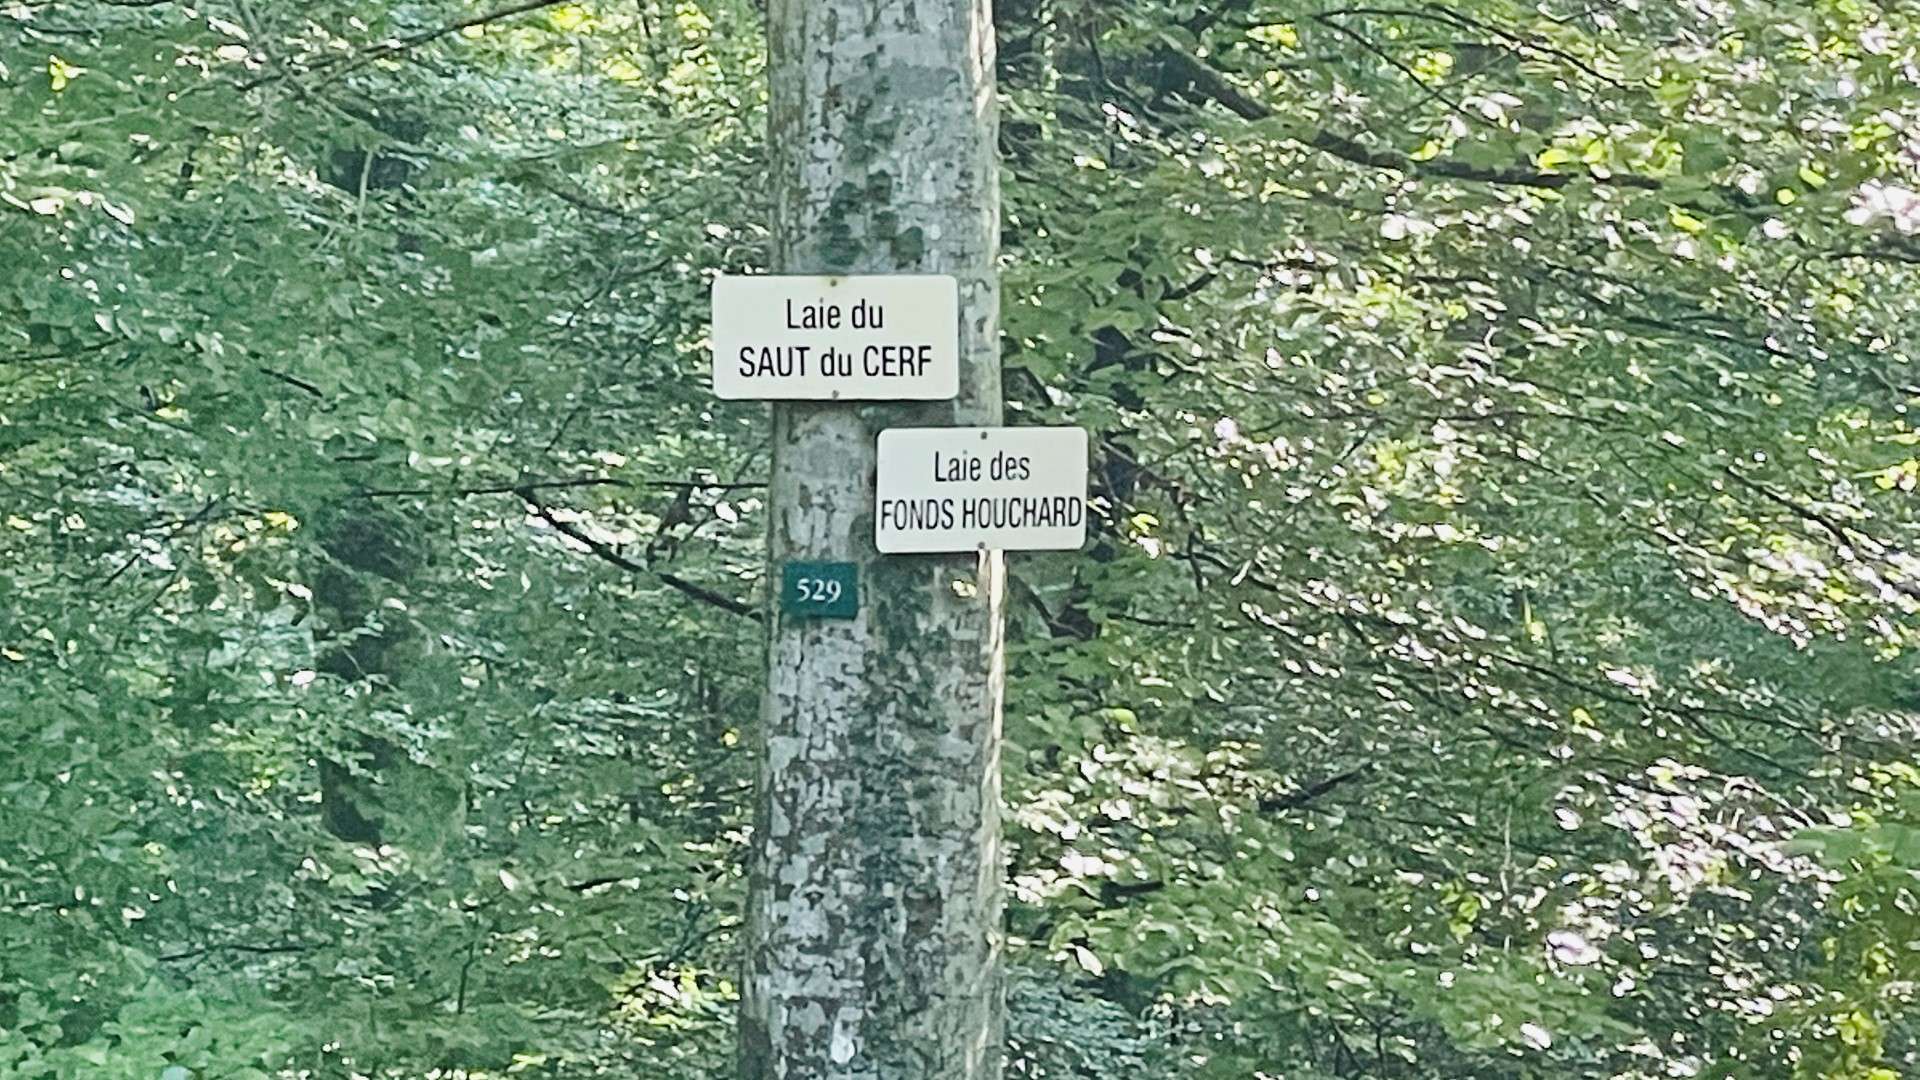 Laie du
SAUT du CERF
Laie des
FONDS HOUCHARD
529